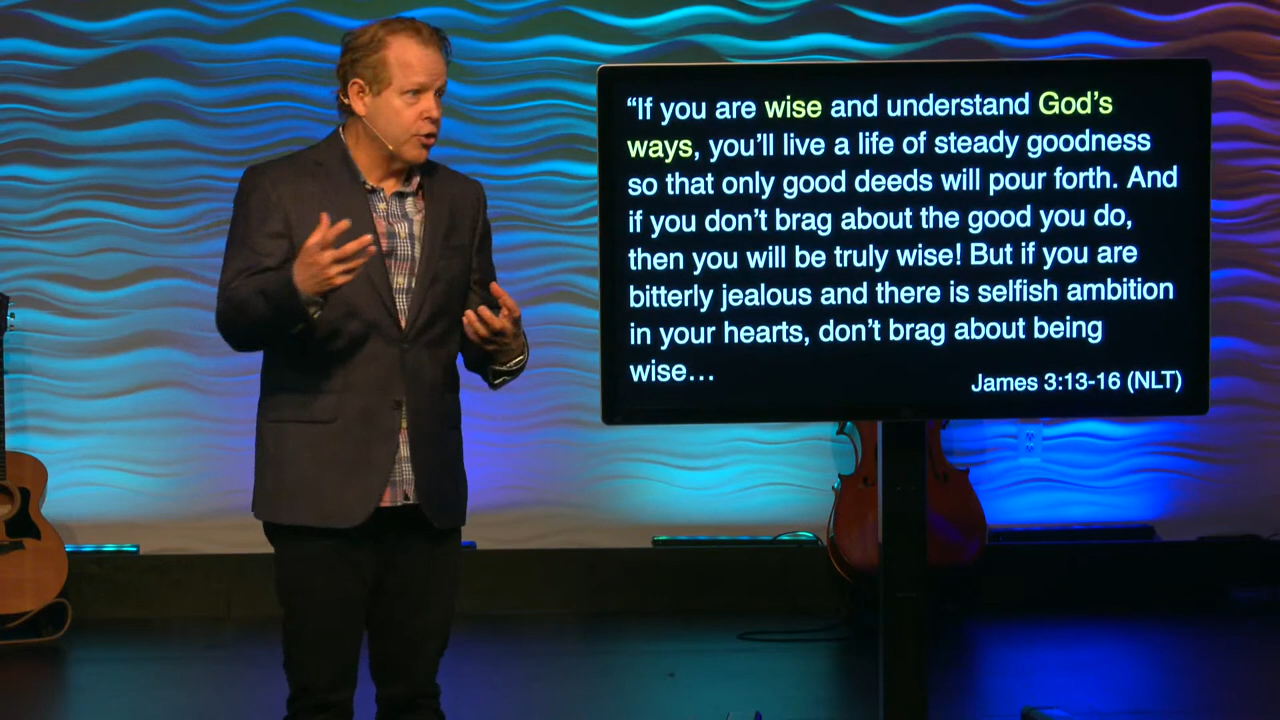 “If you are wise and understand God’s
ways, you’ll live a life of steady goodness
so that only good deeds will pour forth. And
if you don’t brag about the good you do,
then you will be truly wise! But if you are
bitterly jealous and there is selfish ambition
in your hearts, don’t brag about being
wise…
James 3:13-16 (NLT)